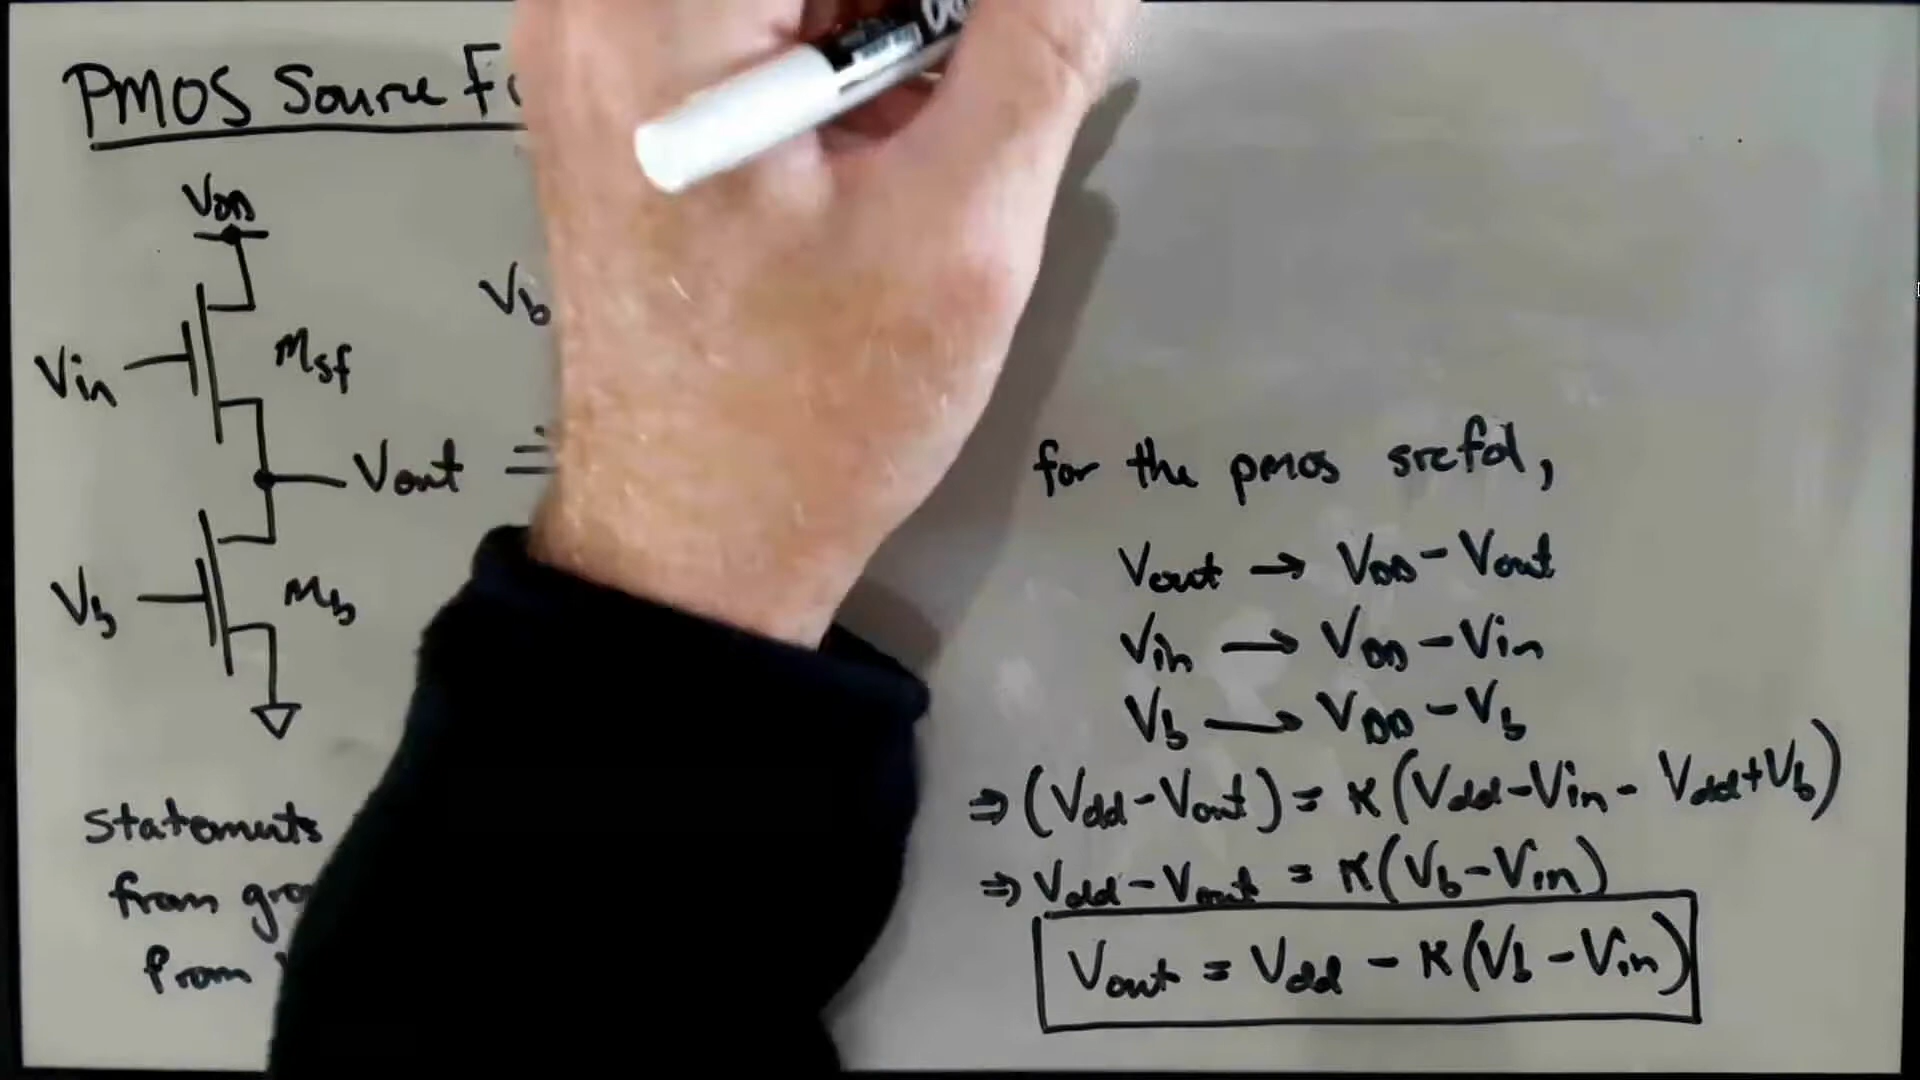 PMOS Source
VDD
Vb
Vin
Msf
Vout
Vb
Mb
statements
from
from
for the pmos srcfol,
Vout → VDD - Vout
Vin → VDD - Vin
Vb → VDD - Vb
⇒ (Vdd - Vout) = κ(Vdd - Vin - Vdd + Vb)
⇒ Vdd - Vout = κ(Vb - Vin)
Vout = Vdd - κ(Vb - Vin)